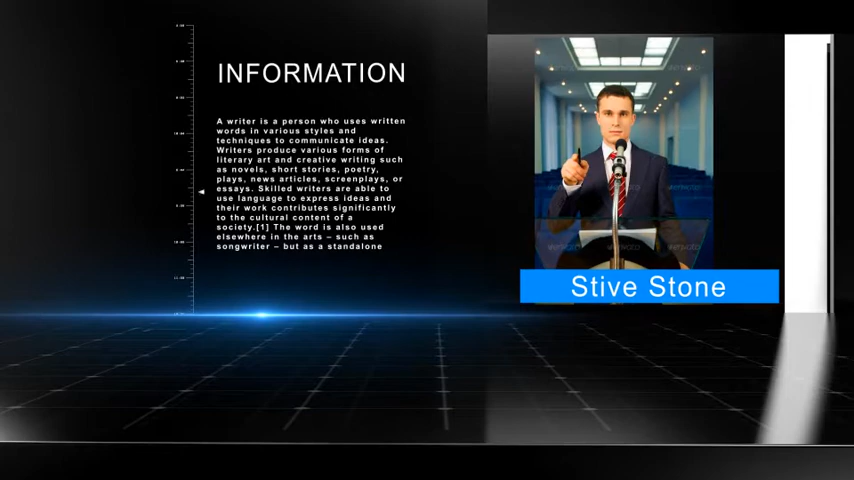 INFORMATION
A writer is a person who uses written
words in various styles and
techniques to communicate ideas.
Writers produce various forms of
literary art and creative writing such
as novels, short stories, poetry,
plays, news articles, screenplays, or
essays. Skilled writers are able to
use language to express ideas and
their work contributes significantly
to the cultural content of a
society.[1] The word is also used
elsewhere in the arts – such as
songwriter – but as a standalone
Stive Stone